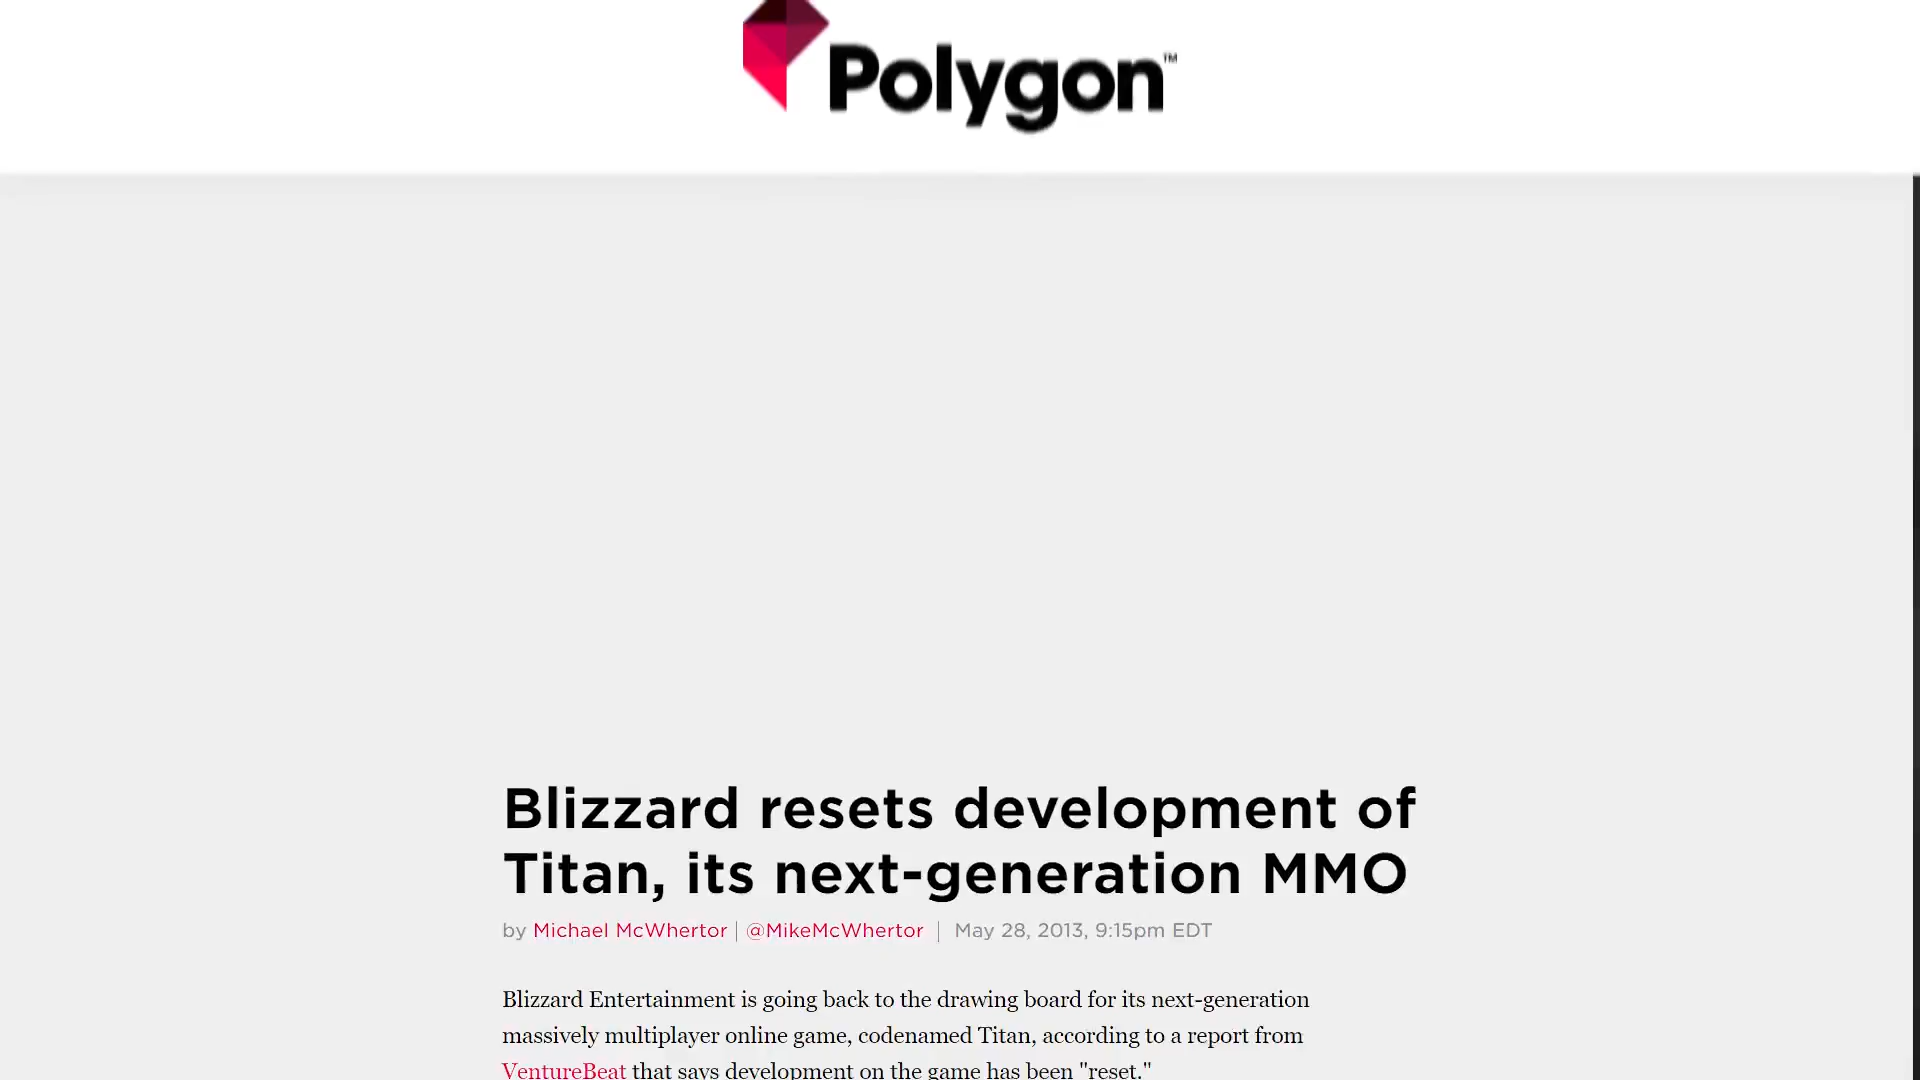 Polygon™
Blizzard resets development of
Titan, its next-generation MMO
by Michael McWhertor | @MikeMcWhertor | May 28, 2013, 9:15pm EDT
Blizzard Entertainment is going back to the drawing board for its next-generation
massively multiplayer online game, codenamed Titan, according to a report from
VentureBeat that says development on the game has been "reset."